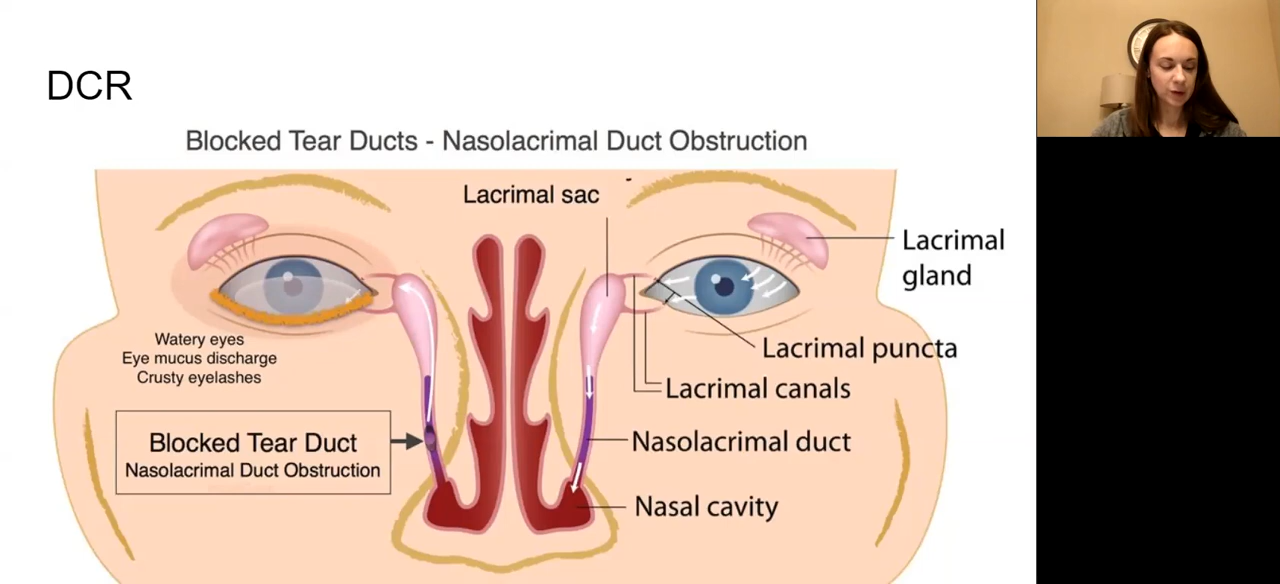 DCR
Blocked Tear Ducts - Nasolacrimal Duct Obstruction
Lacrimal sac
Lacrimal
gland
Watery eyes
Eye mucus discharge
Crusty eyelashes
Lacrimal puncta
Lacrimal canals
Blocked Tear Duct
Nasolacrimal Duct Obstruction
Nasolacrimal duct
Nasal cavity